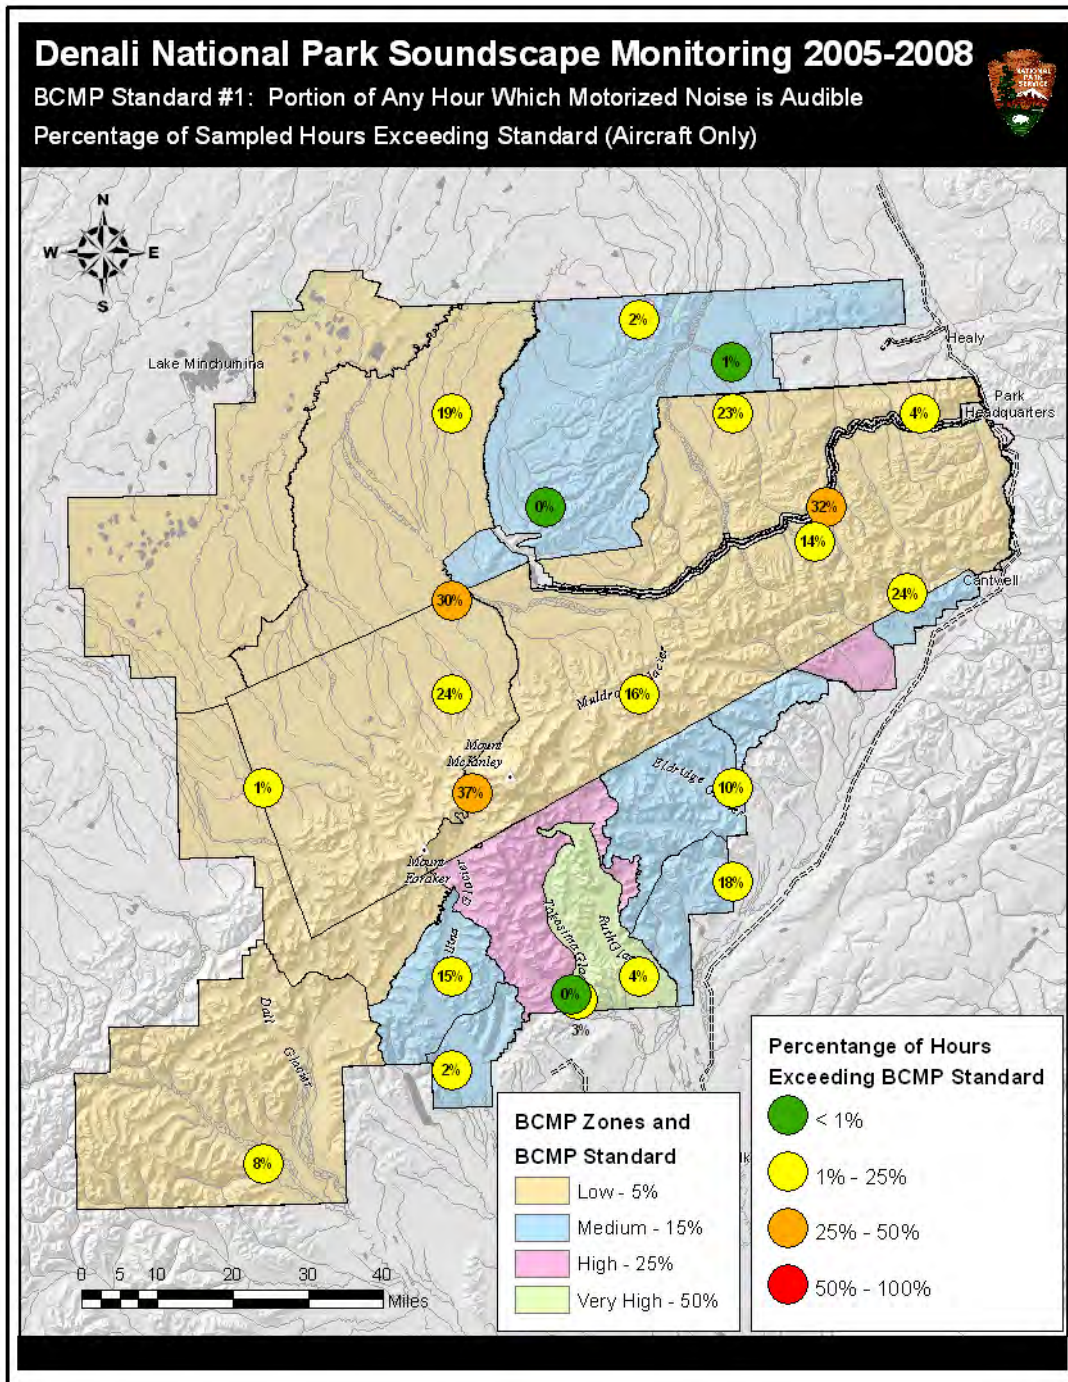 Denali National Park Soundscape Monitoring 2005-2008
BCMP Standard #1: Portion of Any Hour Which Motorized Noise is Audible
Percentage of Sampled Hours Exceeding Standard (Aircraft Only)
NATIONAL
PARK
SERVICE
N
W E
S
2%
Healy
Lake Minchumina
1%
Park
Headquarters
19%
23%
4%
0%
32%
14%
Cantwell
24%
30%
24%
16%
Mount
McKinley
1%
37%
10%
Eldridge
Mount
Foraker
Glacier
18%
Tokositna
15%
4%
0%
3%
Dall
Glacier
2%
8%
Percentange of Hours
Exceeding BCMP Standard
< 1%
1% - 25%
25% - 50%
50% - 100%
BCMP Zones and
BCMP Standard
Low - 5%
Medium - 15%
High - 25%
Very High - 50%
0 5 10 20 30 40
Miles